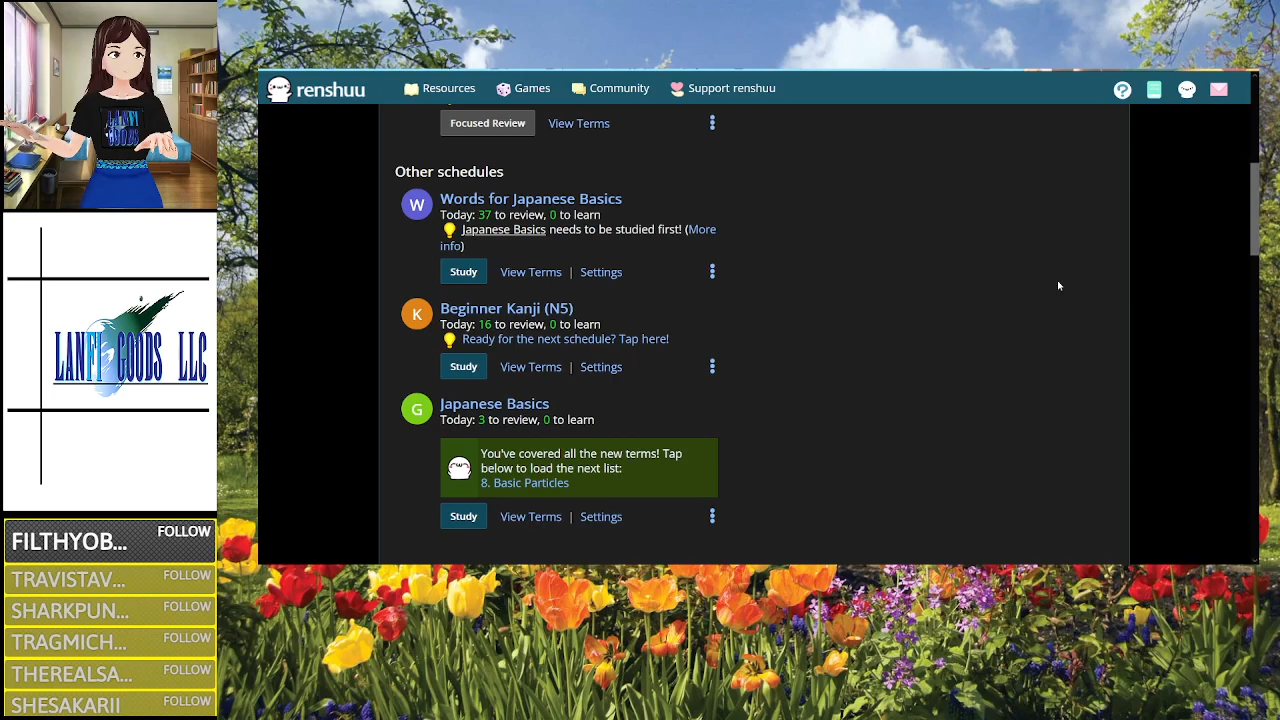 LANFI
GOODS
LANFI GOODS LLC
FILTHYOB... FOLLOW
TRAVISTAV... FOLLOW
SHARKPUN... FOLLOW
TRAGMICH... FOLLOW
THEREALSA... FOLLOW
SHESAKARII FOLLOW
renshuu Resources Games Community Support renshuu
Focused Review View Terms
Other schedules
W Words for Japanese Basics
Today: 37 to review, 0 to learn
Japanese Basics needs to be studied first! (More
info)
Study View Terms | Settings
K Beginner Kanji (N5)
Today: 16 to review, 0 to learn
Ready for the next schedule? Tap here!
Study View Terms | Settings
G Japanese Basics
Today: 3 to review, 0 to learn
You've covered all the new terms! Tap
below to load the next list:
8. Basic Particles
Study View Terms | Settings